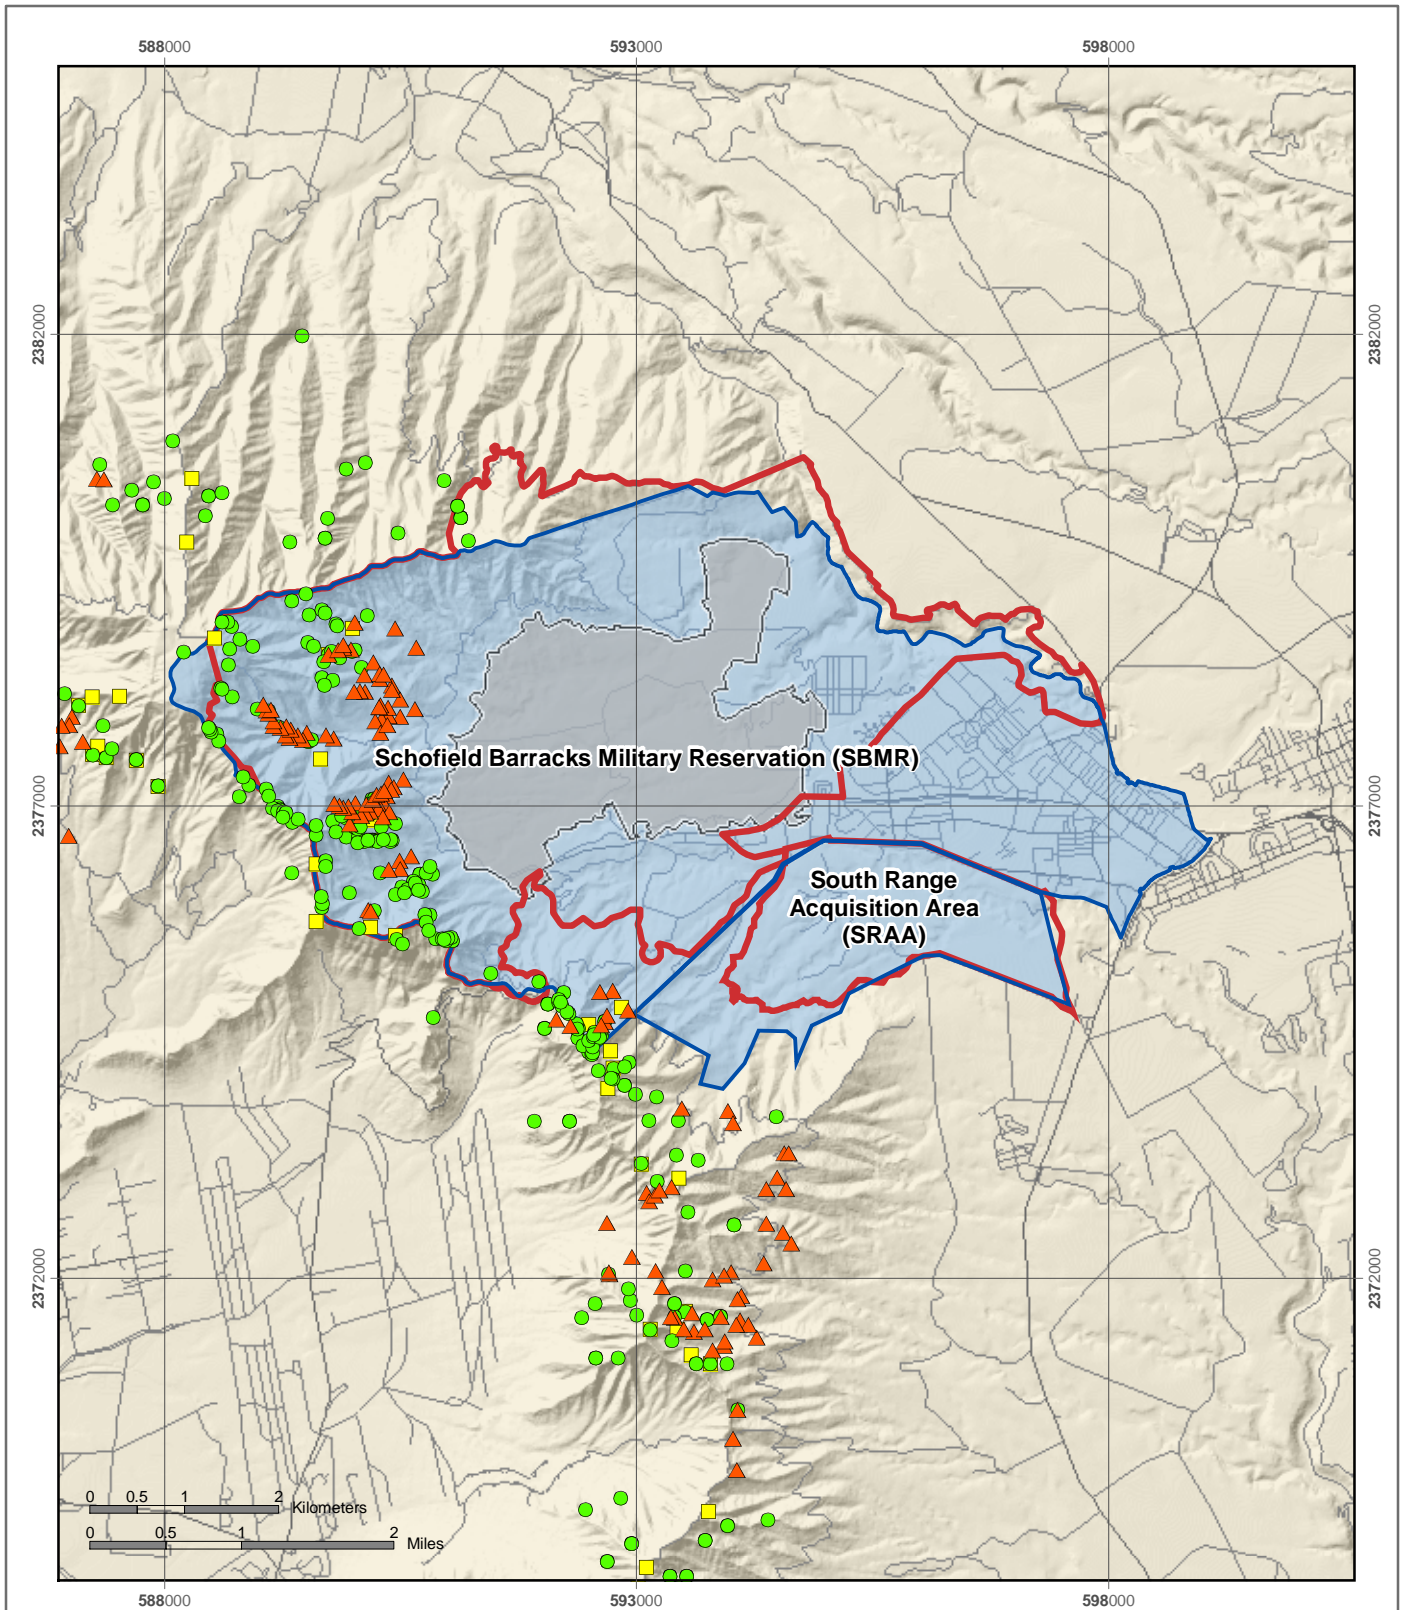 588000 593000 598000
2382000 2382000
Schofield Barracks Military Reservation (SBMR)
2377000 2377000
South Range
Acquisition Area
(SRAA)
2372000 2372000
0 0.5 1 2
Kilometers
0 0.5 1 2
Miles
588000 593000 598000